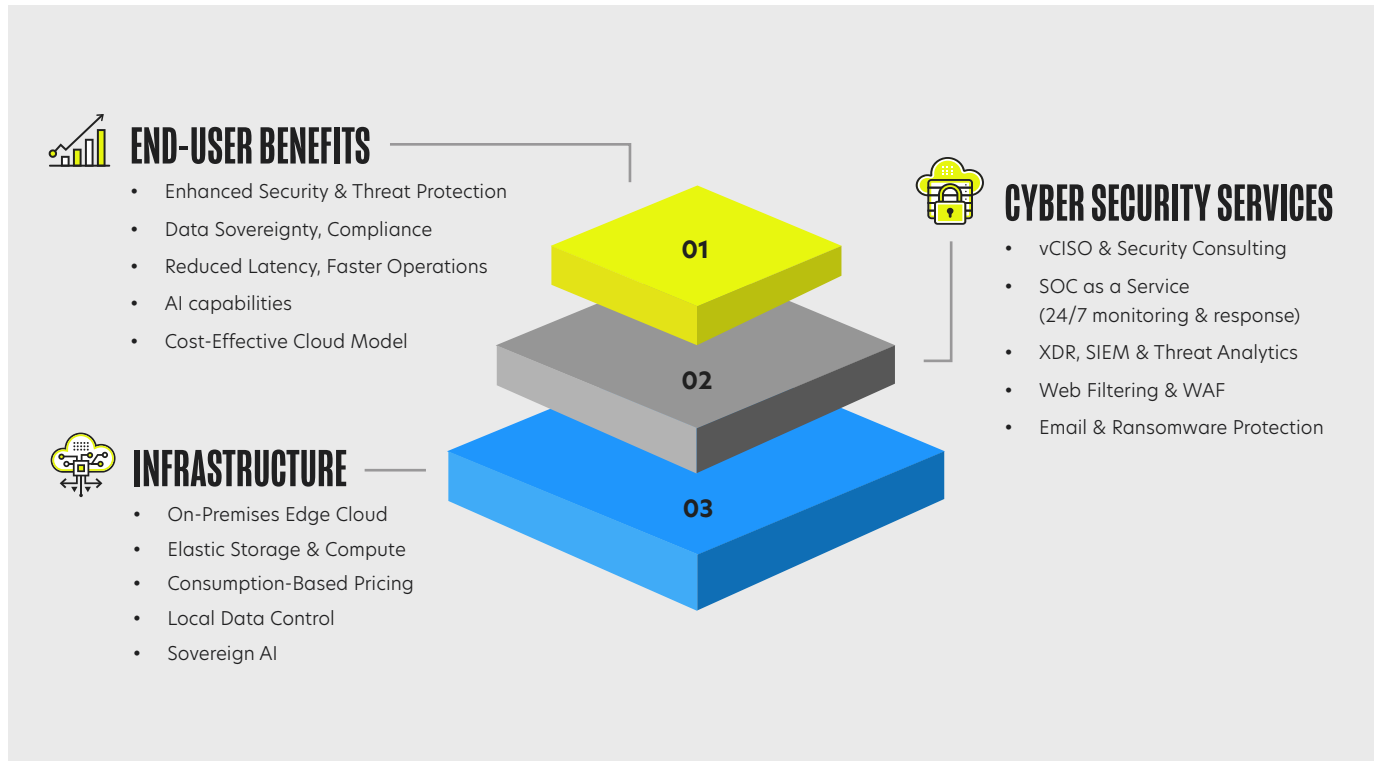 END-USER BENEFITS
• Enhanced Security & Threat Protection
• Data Sovereignty, Compliance
• Reduced Latency, Faster Operations
• AI capabilities
• Cost-Effective Cloud Model
01
02
03
CYBER SECURITY SERVICES
• vCISO & Security Consulting
• SOC as a Service
(24/7 monitoring & response)
• XDR, SIEM & Threat Analytics
• Web Filtering & WAF
• Email & Ransomware Protection
INFRASTRUCTURE
• On-Premises Edge Cloud
• Elastic Storage & Compute
• Consumption-Based Pricing
• Local Data Control
• Sovereign AI